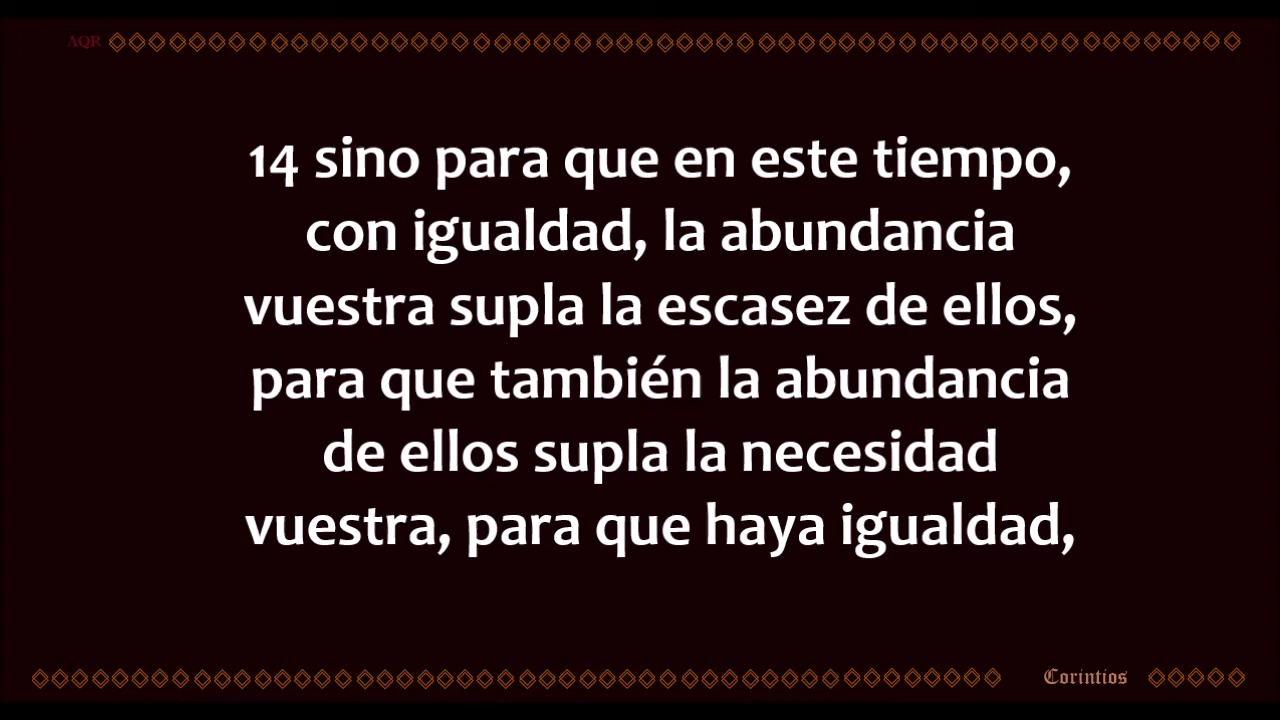 AQR
14 sino para que en este tiempo,
con igualdad, la abundancia
vuestra supla la escasez de ellos,
para que también la abundancia
de ellos supla la necesidad
vuestra, para que haya igualdad,
Corintios